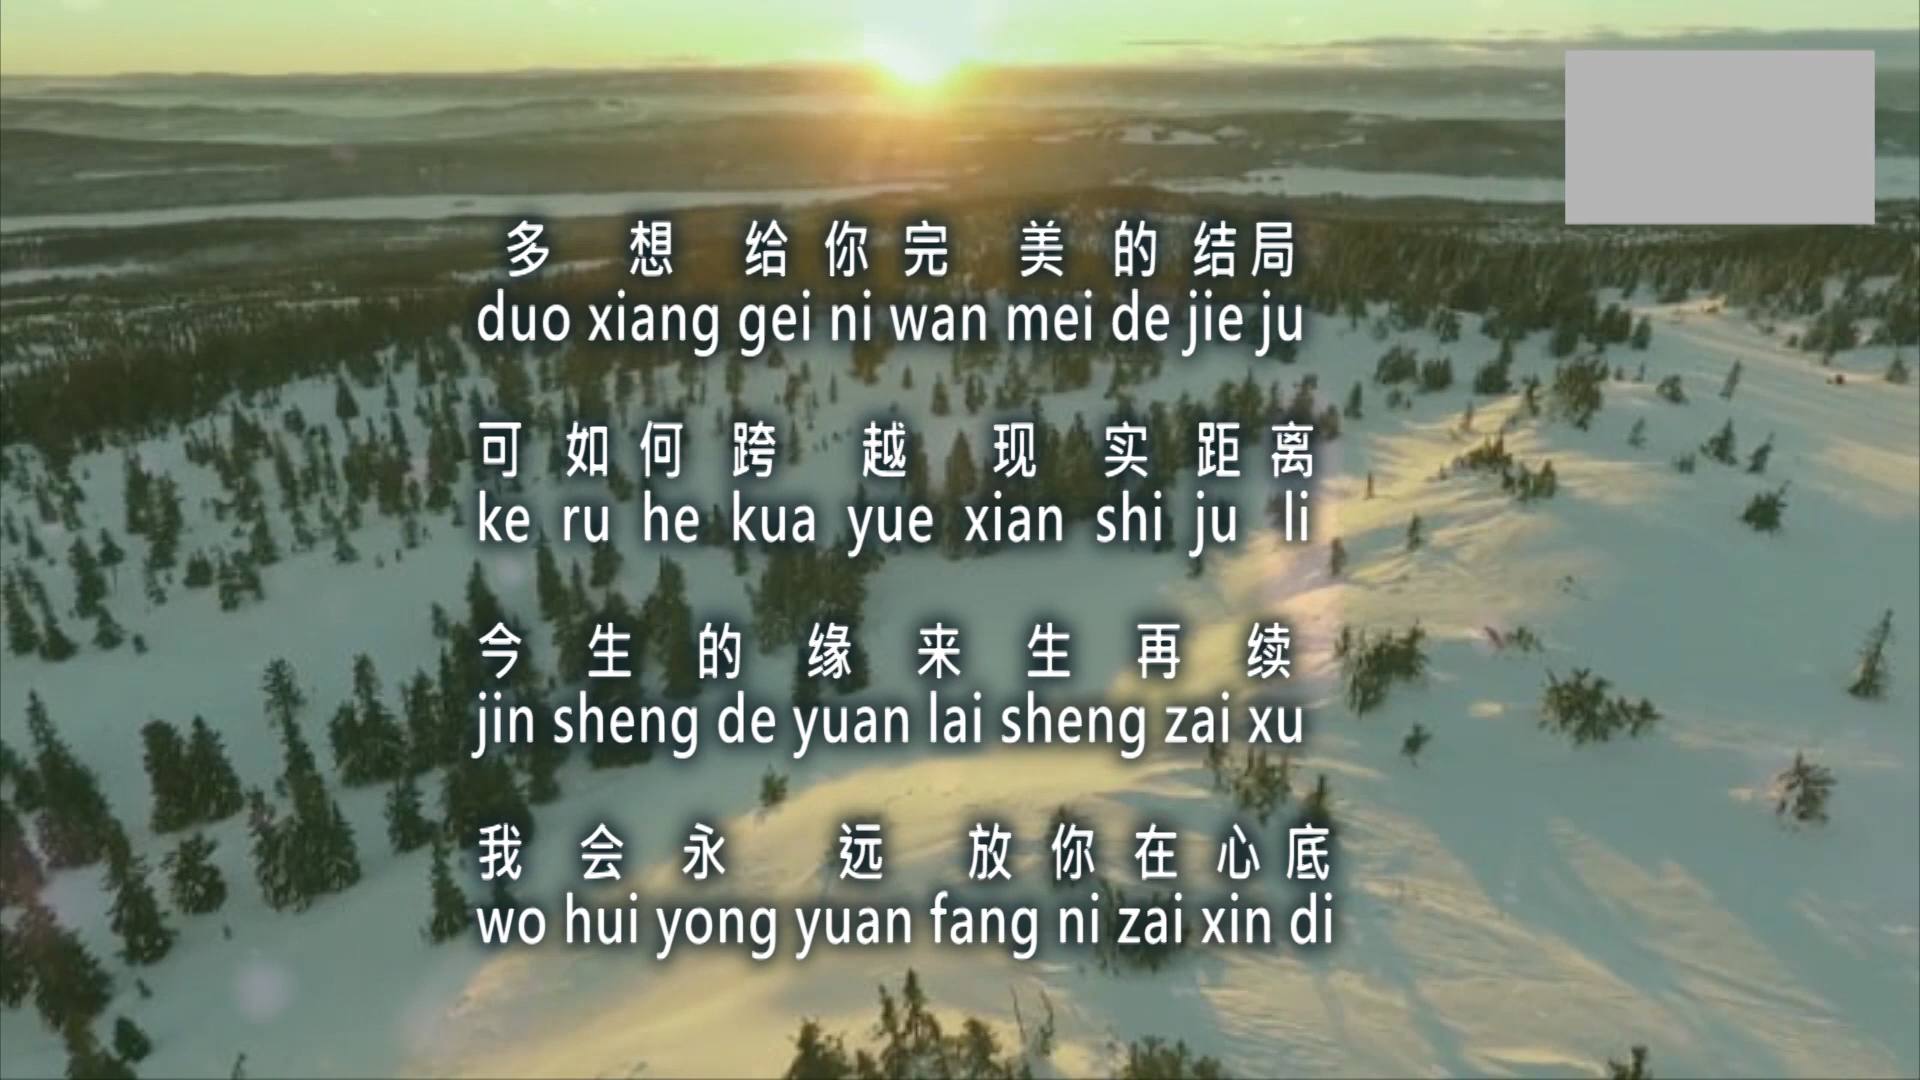 多 想 给 你 完 美 的 结 局
duo xiang gei ni wan mei de jie ju
可 如 何 跨 越 现 实 距 离
ke ru he kua yue xian shi ju li
今 生 的 缘 来 生 再 续
jin sheng de yuan lai sheng zai xu
我 会 永 远 放 你 在 心 底
wo hui yong yuan fang ni zai xin di